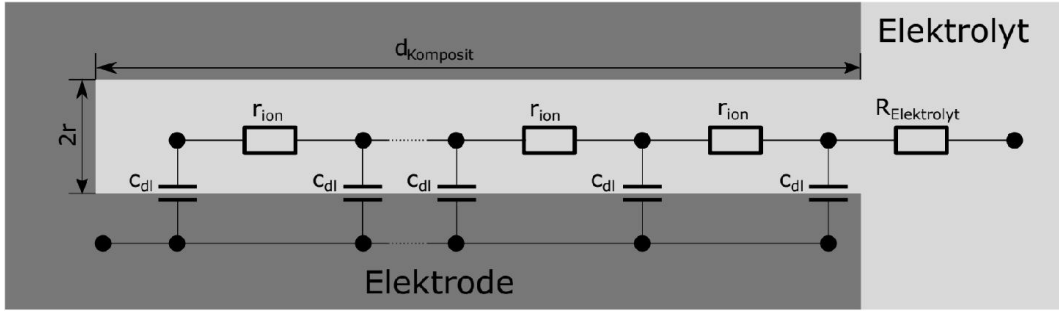 Elektrolyt
d_Komposit
2r
r_ion r_ion r_ion R_Elektrolyt
c_dl c_dl c_dl c_dl c_dl
Elektrode